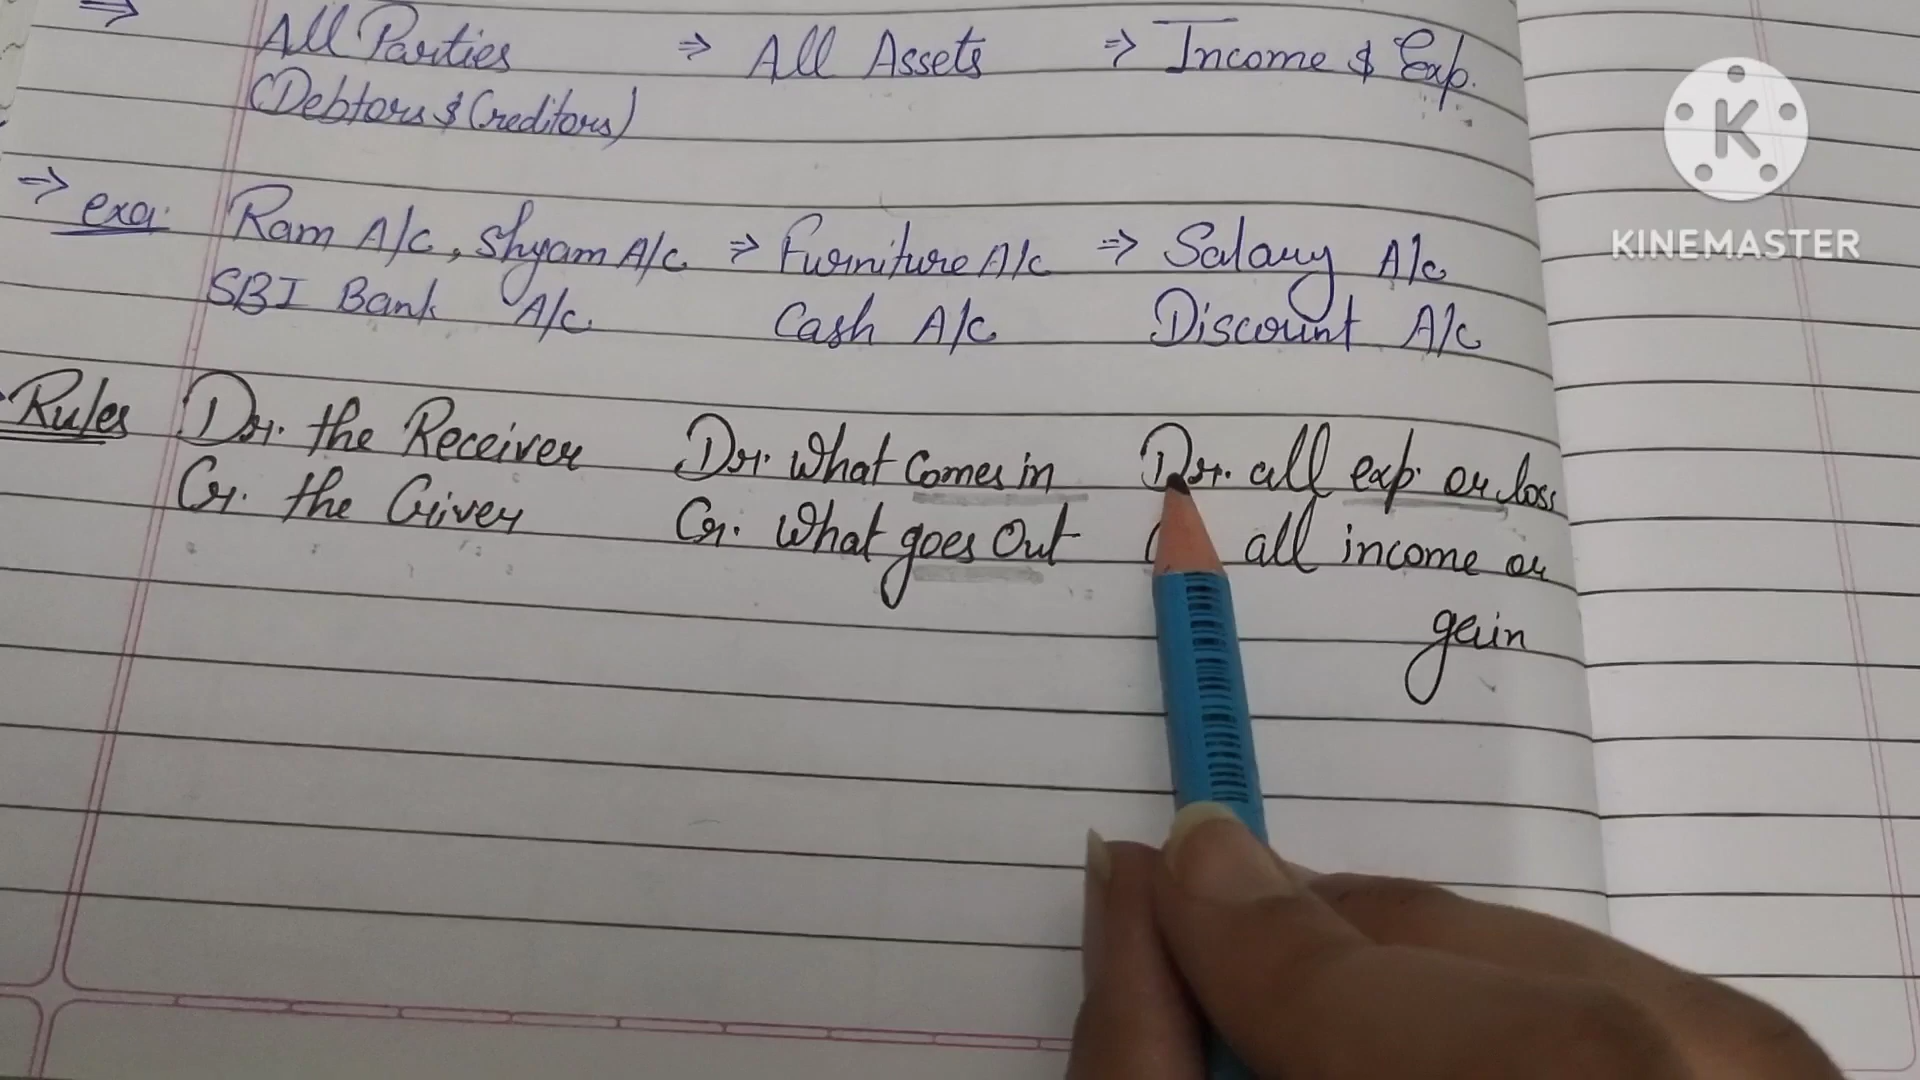 ⇒ All Parties ⇒ All Assets ⇒ Income & Exp.
(Debtors & Creditors)
⇒ exa. Ram A/c, Shyam A/c ⇒ Furniture A/c ⇒ Salary A/c
SBI Bank A/c Cash A/c Discount A/c
Rules Dr. the Receiver Dr. What comes in Dr. all exp. or loss
Cr. the Giver Cr. What goes Out all income or
gain
K
KINEMASTER